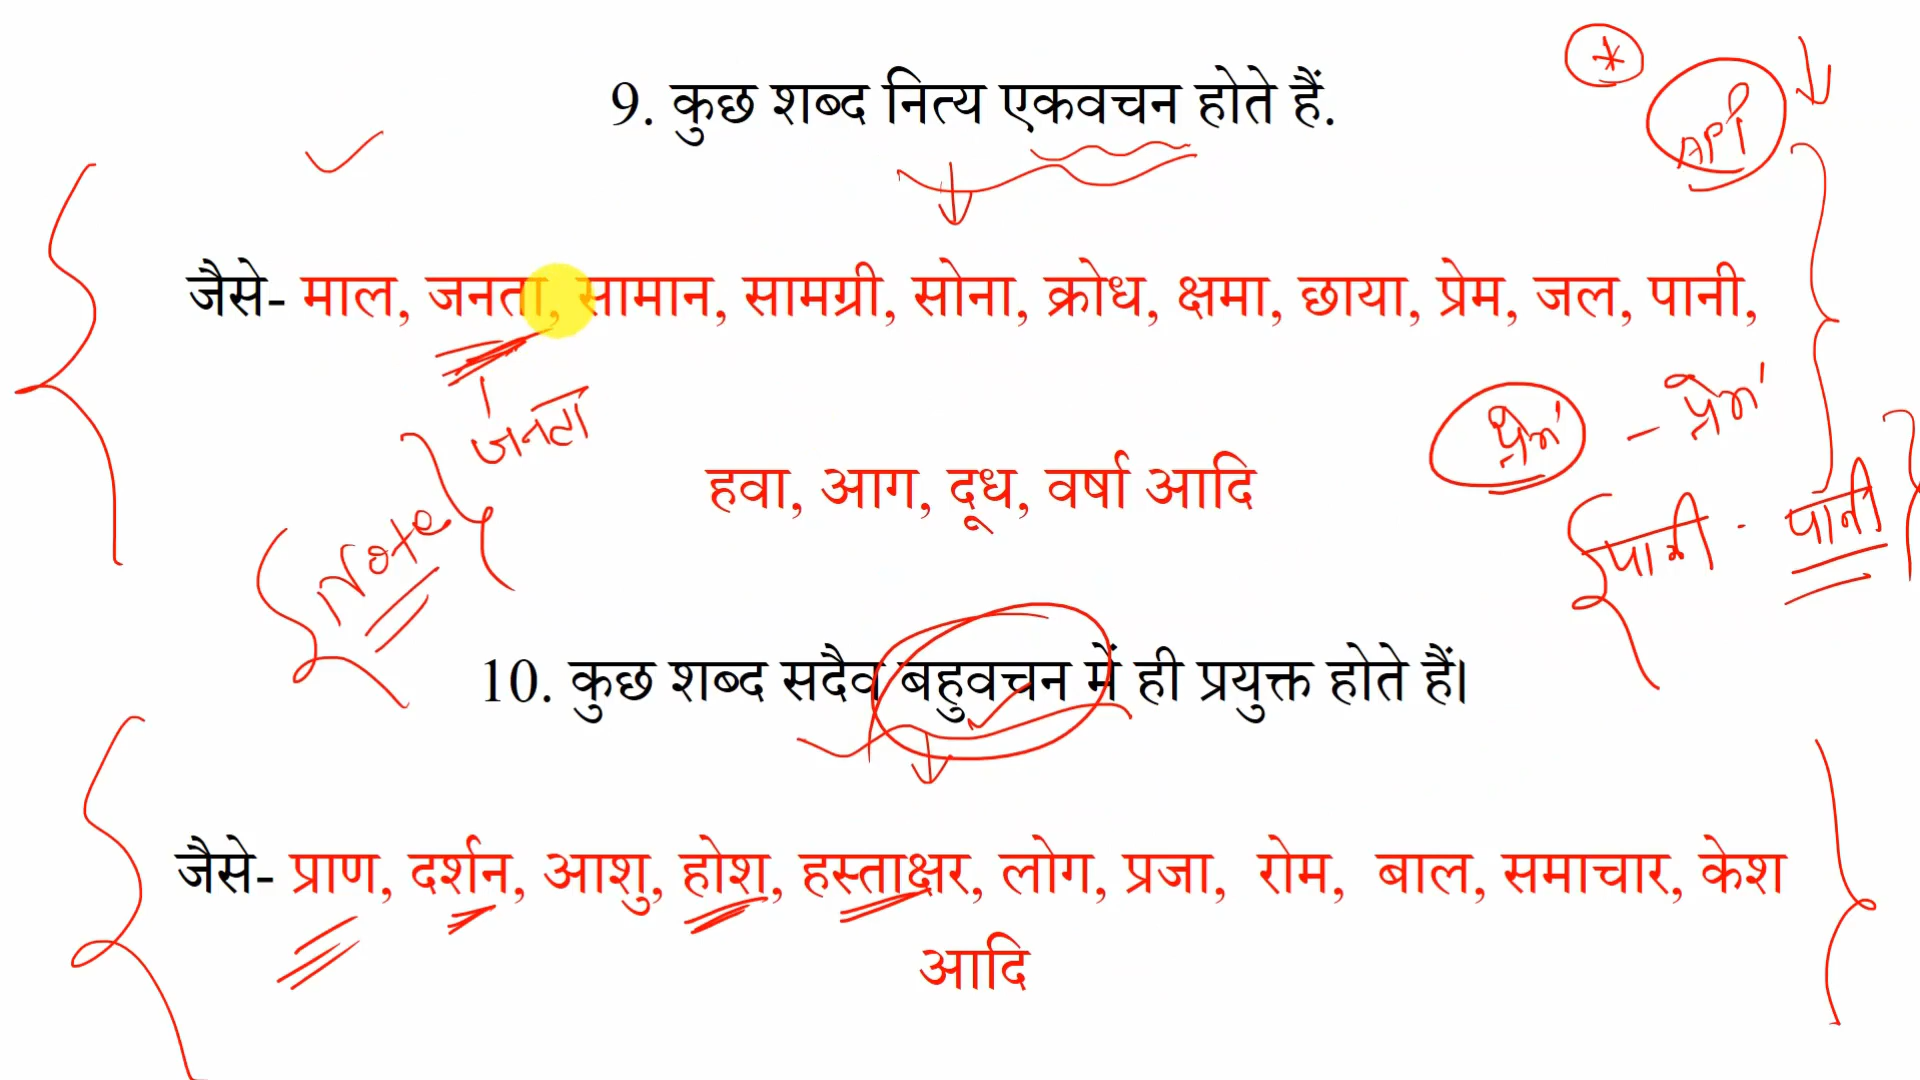 9. कुछ शब्द नित्य एकवचन होते हैं.
API
जैसे- माल, जनता, सामान, सामग्री, सोना, क्रोध, क्षमा, छाया, प्रेम, जल, पानी,
जनता
प्रेम - प्रेम
हवा, आग, दूध, वर्षा आदि
पानी - पानी
Note
10. कुछ शब्द सदैव बहुवचन में ही प्रयुक्त होते हैं।
जैसे- प्राण, दर्शन, आशु, होश, हस्ताक्षर, लोग, प्रजा, रोम, बाल, समाचार, केश
आदि